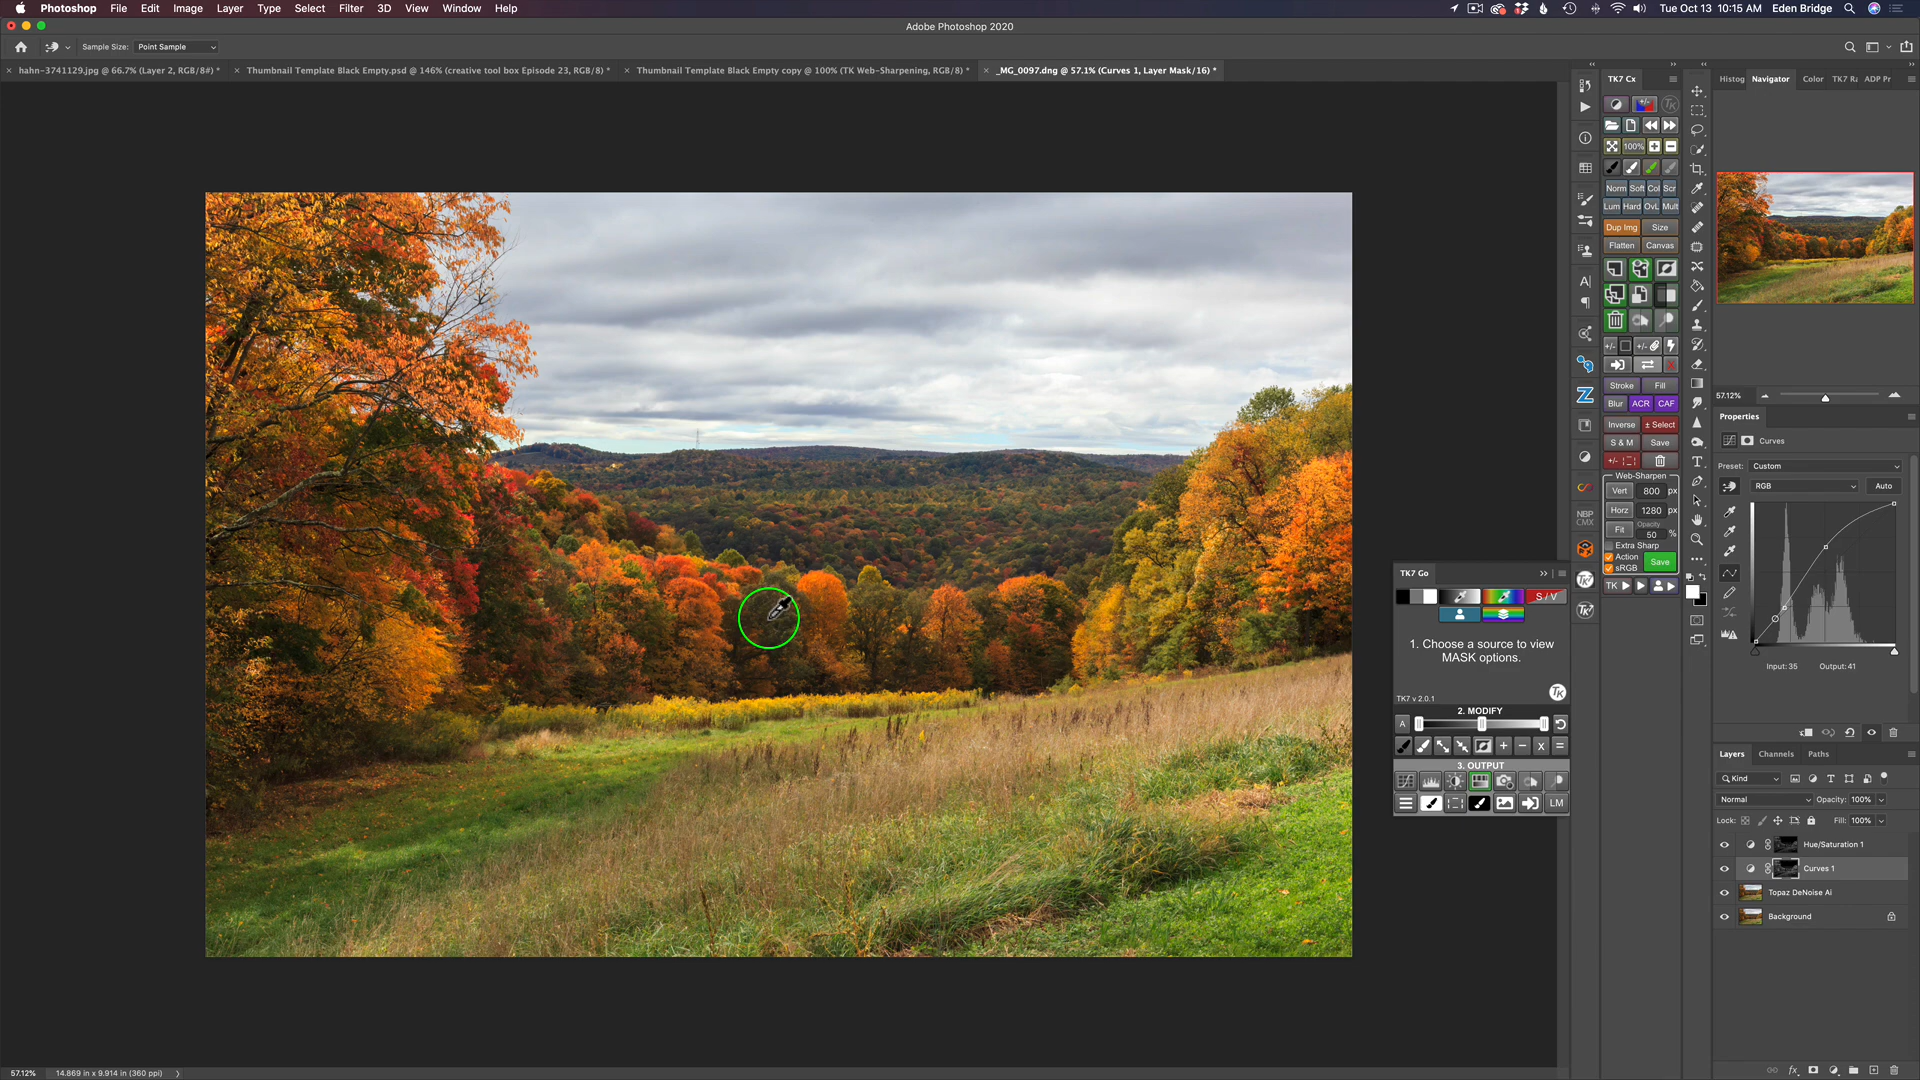 Photoshop File Edit Image Layer Type Select Filter 3D View Window Help
Tue Oct 13 10:15 AM Eden Bridge
Adobe Photoshop 2020
Sample Size: Point Sample
hahn-3741129.jpg @ 66.7% (Layer 2, RGB/8#) *
Thumbnail Template Black Empty.psd @ 146% (creative tool box Episode 23, RGB/8) *
Thumbnail Template Black Empty copy @ 100% (TK Web-Sharpening, RGB/8) *
_MG_0097.dng @ 57.1% (Curves 1, Layer Mask/16) *
TK7 Cx
100%
Norm Soft Col Scr
Lum Hard OvL Mult
Dup Img Size
Flatten Canvas
Stroke Fill
Blur ACR CAF
Inverse ± Select
S & M Save
Web-Sharpen
Vert 800 px
Horz 1280 px
Fit Opacity 50 %
Extra Sharp
Action
sRGB
Save
TK
NBP
CMX
TK7 Go
S / V
1. Choose a source to view
MASK options.
TK7 v 2.0.1
2. MODIFY
A
3. OUTPUT
LM
Histog Navigator Color TK7 Ra ADP Pr
57.12%
Properties
Curves
Preset: Custom
RGB Auto
Input: 35 Output: 41
Layers Channels Paths
Kind
Normal Opacity: 100%
Lock: Fill: 100%
Hue/Saturation 1
Curves 1
Topaz DeNoise Ai
Background
57.12% 14.869 in x 9.914 in (360 ppi)